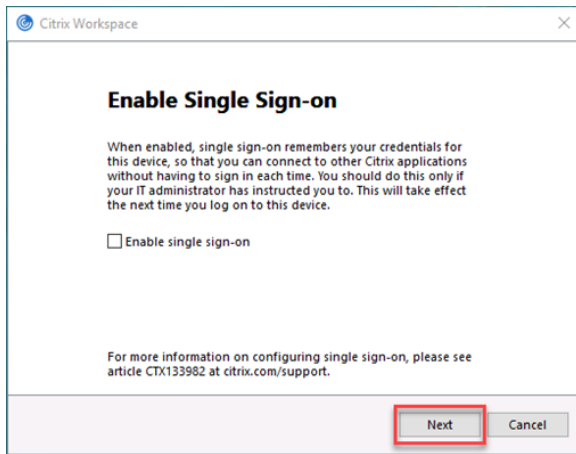 Citrix Workspace
Enable Single Sign-on
When enabled, single sign-on remembers your credentials for
this device, so that you can connect to other Citrix applications
without having to sign in each time. You should do this only if
your IT administrator has instructed you to. This will take effect
the next time you log on to this device.
Enable single sign-on
For more information on configuring single sign-on, please see
article CTX133982 at citrix.com/support.
Next
Cancel